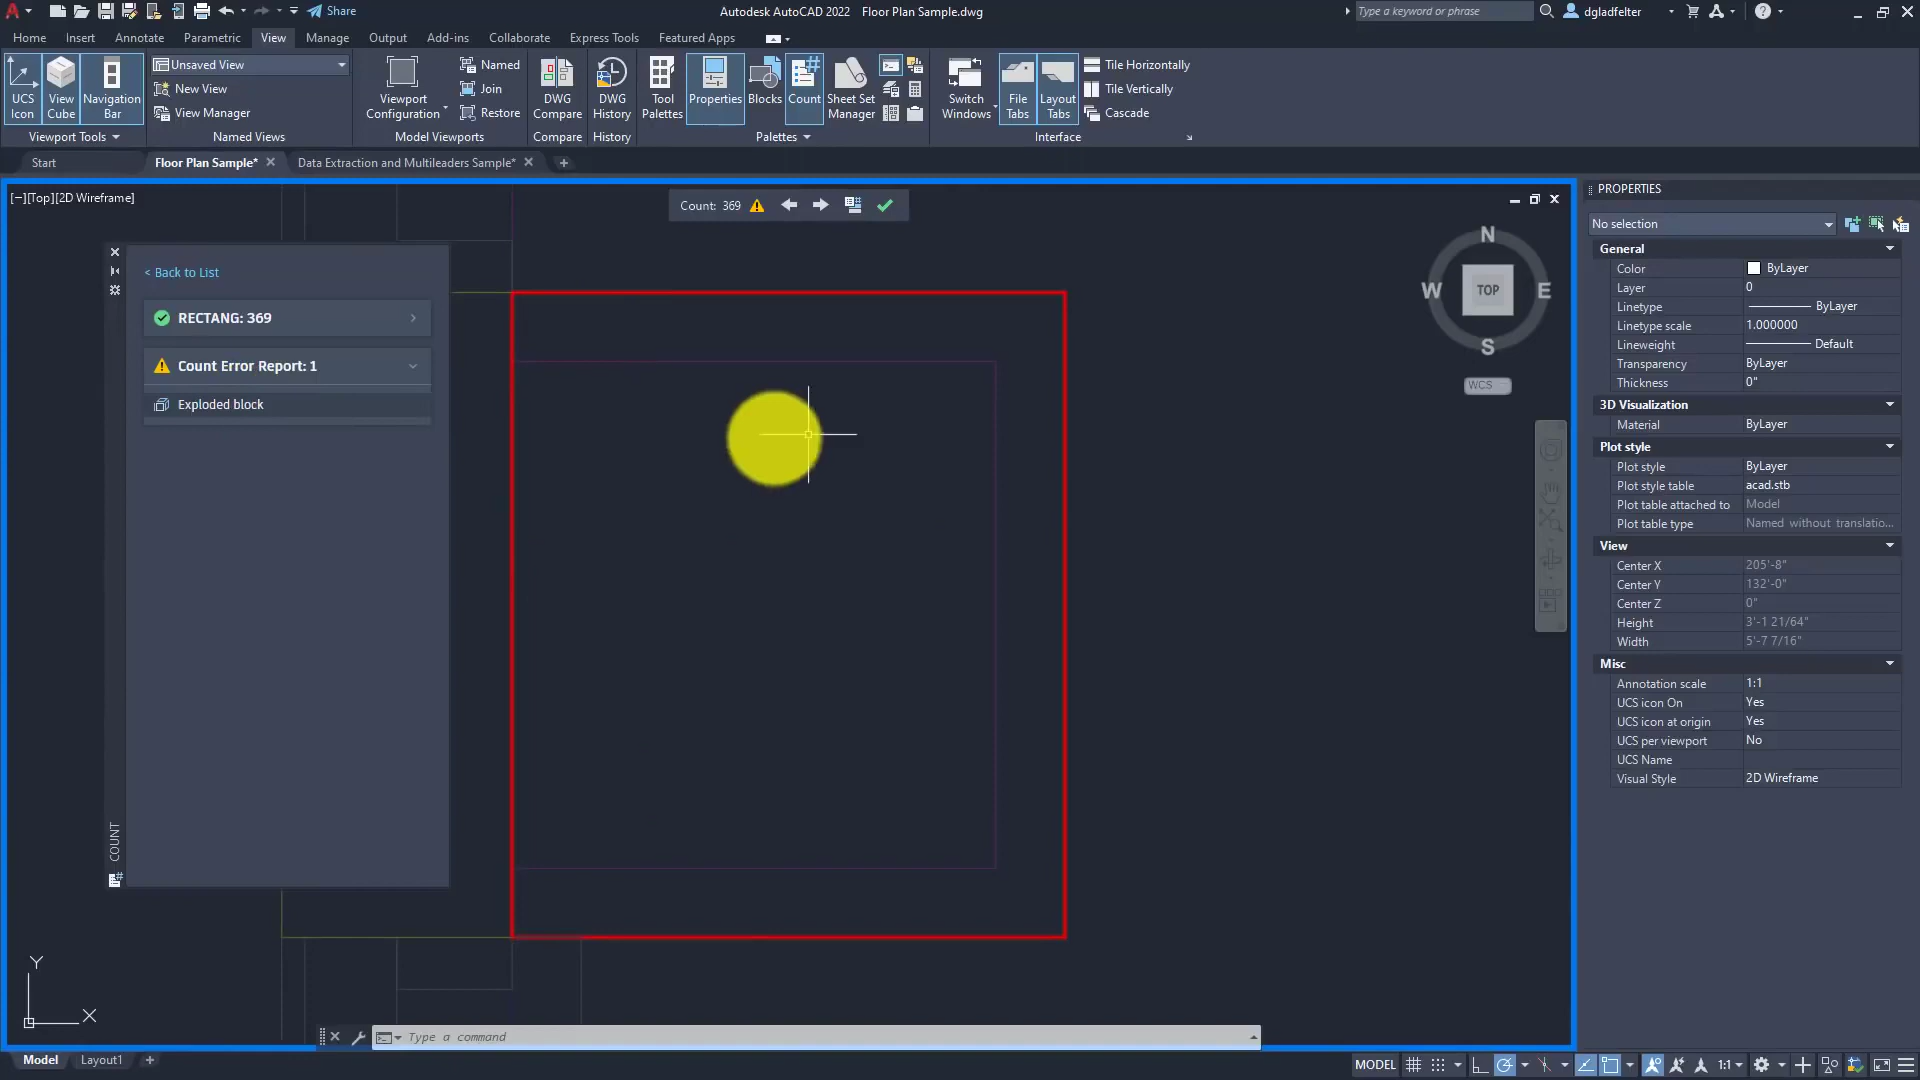 Share
Autodesk AutoCAD 2022 Floor Plan Sample.dwg
Type a keyword or phrase
dgladfelter
Home Insert Annotate Parametric View Manage Output Add-ins Collaborate Express Tools Featured Apps
UCS Icon
View Cube
Navigation Bar
Viewport Tools
Unsaved View
New View
View Manager
Named Views
Viewport Configuration
Named
Join
Restore
Model Viewports
DWG Compare
Compare
DWG History
History
Tool Palettes
Properties
Blocks
Count
Sheet Set Manager
Palettes
Switch Windows
File Tabs
Layout Tabs
Tile Horizontally
Tile Vertically
Cascade
Interface
Start
Floor Plan Sample*
Data Extraction and Multileaders Sample*
[−][Top][2D Wireframe]
Count: 369
< Back to List
RECTANG: 369
Count Error Report: 1
Exploded block
COUNT
N
W TOP E
S
WCS
PROPERTIES
No selection
General
Color ByLayer
Layer 0
Linetype ByLayer
Linetype scale 1.000000
Lineweight Default
Transparency ByLayer
Thickness 0"
3D Visualization
Material ByLayer
Plot style
Plot style ByLayer
Plot style table acad.stb
Plot table attached to Model
Plot table type Named without translatio...
View
Center X 205'-8"
Center Y 132'-0"
Center Z 0"
Height 3'-1 21/64"
Width 5'-7 7/16"
Misc
Annotation scale 1:1
UCS icon On Yes
UCS icon at origin Yes
UCS per viewport No
UCS Name
Visual Style 2D Wireframe
Y
X
Type a command
Model Layout1
MODEL
1:1